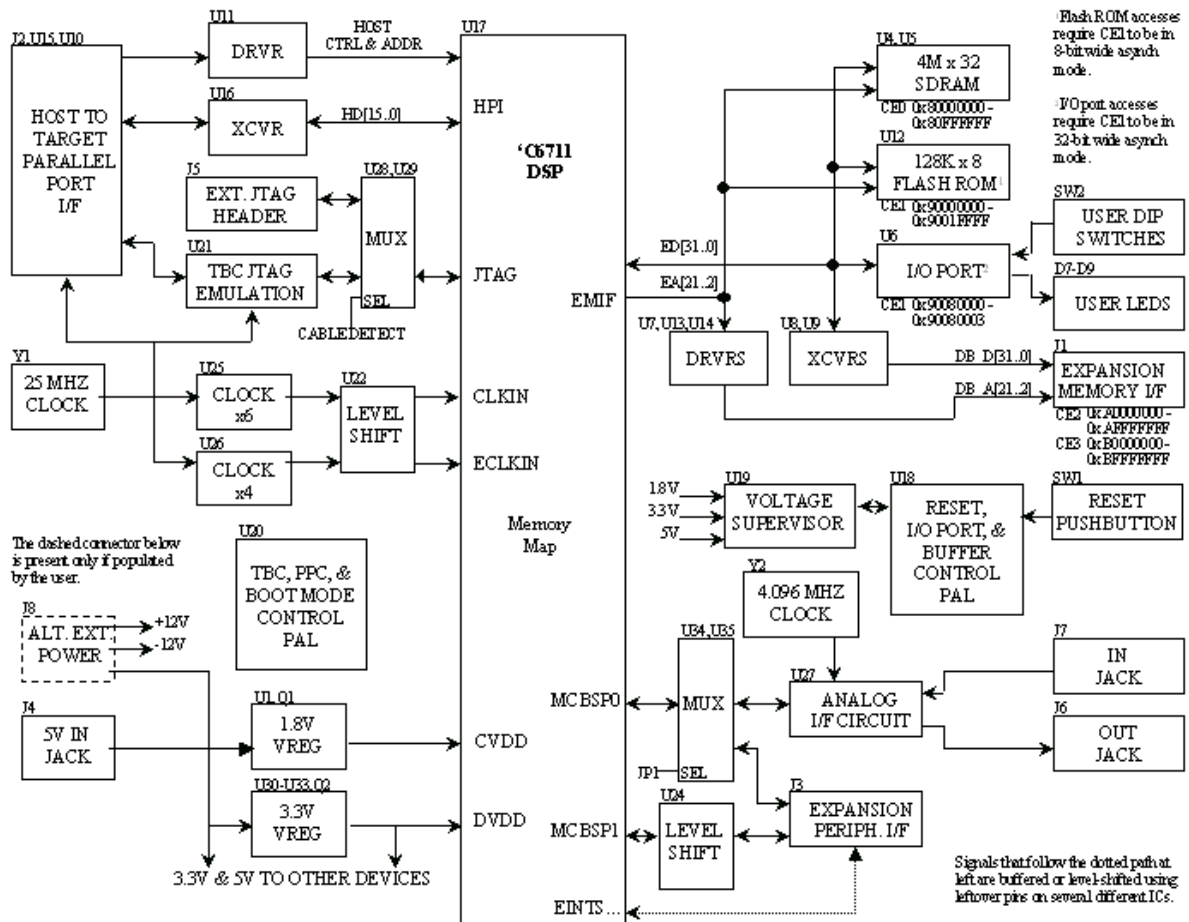 J2, U15, U10
HOST TO
TARGET
PARALLEL
PORT
I/F
U11
DRVR
HOST
CTRL & ADDR
U16
XCVR
HD[15..0]
J5
EXT. JTAG
HEADER
U21
TBC JTAG
EMULATION
U28, U29
MUX
SEL
CABLEDETECT
Y1
25 MHZ
CLOCK
U25
CLOCK
x6
U26
CLOCK
x4
U22
LEVEL
SHIFT
U17
HPI
'C6711
DSP
JTAG
EMIF
CLKIN
ECLKIN
Memory
Map
MCBSP0
CVDD
DVDD
MCBSP1
EINTS...
The dashed connector below
is present only if populated
by the user.
J8
ALT. EXT
POWER
+12V
-12V
J4
5V IN
JACK
U20
TBC, PPC, &
BOOT MODE
CONTROL
PAL
U1, Q1
1.8V
VREG
U30-U33, Q2
3.3V
VREG
3.3V & 5V TO OTHER DEVICES
U4, U5
4M x 32
SDRAM
CE0 0x80000000 -
0x80FFFFFF
U12
128K x 8
FLASH ROM¹
CE1 0x90000000 -
0x9001FFFF
U6
I/O PORT²
CE1 0x90080000 -
0x90080003
¹Flash ROM accesses
require CE1 to be in
8-bit wide asynch
mode.
²I/O port accesses
require CE1 to be in
32-bit wide asynch
mode.
SW2
USER DIP
SWITCHES
D7-D9
USER LEDS
ED[31..0]
EA[21..2]
U7, U13, U14
DRVRS
U8, U9
XCVRS
DB_D[31..0]
DB_A[21..2]
J1
EXPANSION
MEMORY I/F
CE2 0xA0000000 -
0xAFFFFFFF
CE3 0xB0000000 -
0xBFFFFFFF
1.8V
3.3V
5V
U19
VOLTAGE
SUPERVISOR
U18
RESET,
I/O PORT, &
BUFFER
CONTROL
PAL
SW1
RESET
PUSHBUTTON
Y2
4.096 MHZ
CLOCK
U34, U35
MUX
JP1
SEL
U27
ANALOG
I/F CIRCUIT
J7
IN
JACK
J6
OUT
JACK
U24
LEVEL
SHIFT
J3
EXPANSION
PERIPH. I/F
Signals that follow the dotted path at
left are buffered or level-shifted using
leftover pins on several different ICs.